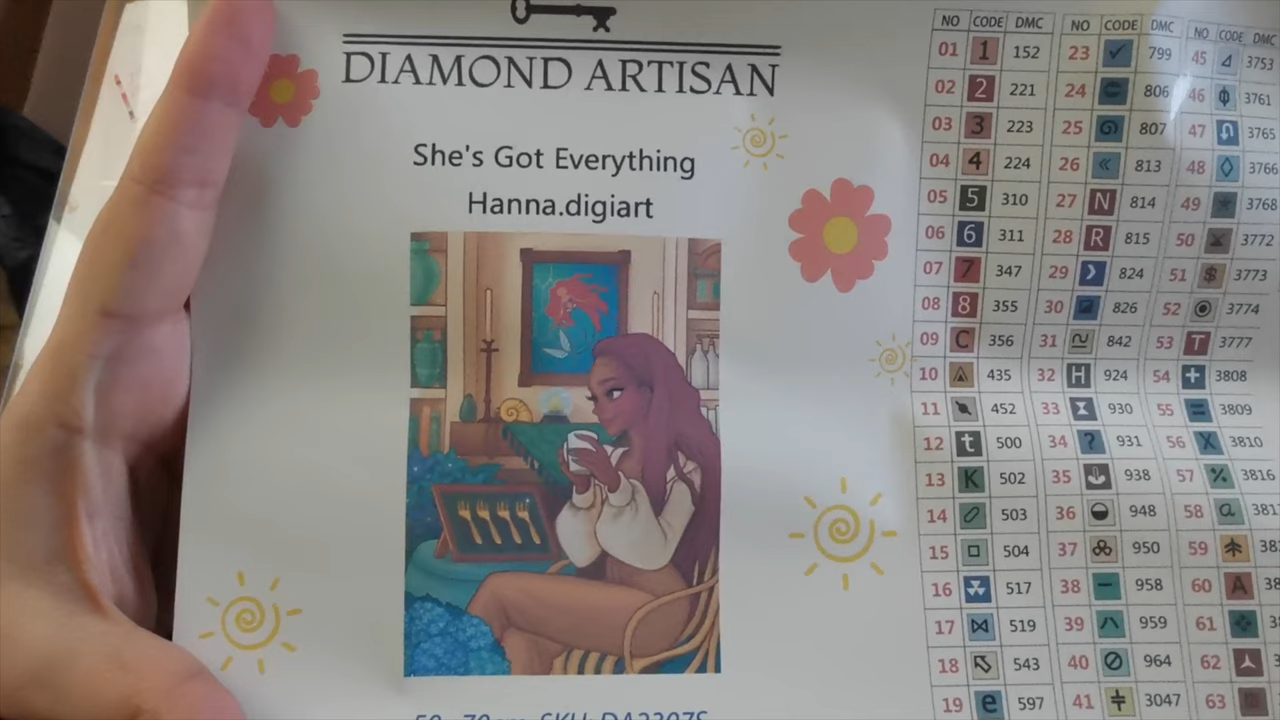 DIAMOND ARTISAN
She's Got Everything
Hanna.digiart
NO CODE DMC NO CODE DMC NO CODE DMC
01 1 152 23 799 45 3753
02 2 221 24 806 46 3761
03 3 223 25 807 47 3765
04 4 224 26 813 48 3766
05 5 310 27 N 814 49 3768
06 6 311 28 R 815 50 3772
07 7 347 29 824 51 $ 3773
08 8 355 30 826 52 3774
09 C 356 31 842 53 T 3777
10 435 32 H 924 54 + 3808
11 452 33 930 55 = 3809
12 t 500 34 ? 931 56 X 3810
13 K 502 35 938 57 % 3816
14 503 36 948 58 a
15 504 37 950 59
16 517 38 958 60 A
17 519 39 959 61
18 543 40 964 62
19 e 597 41 3047 63